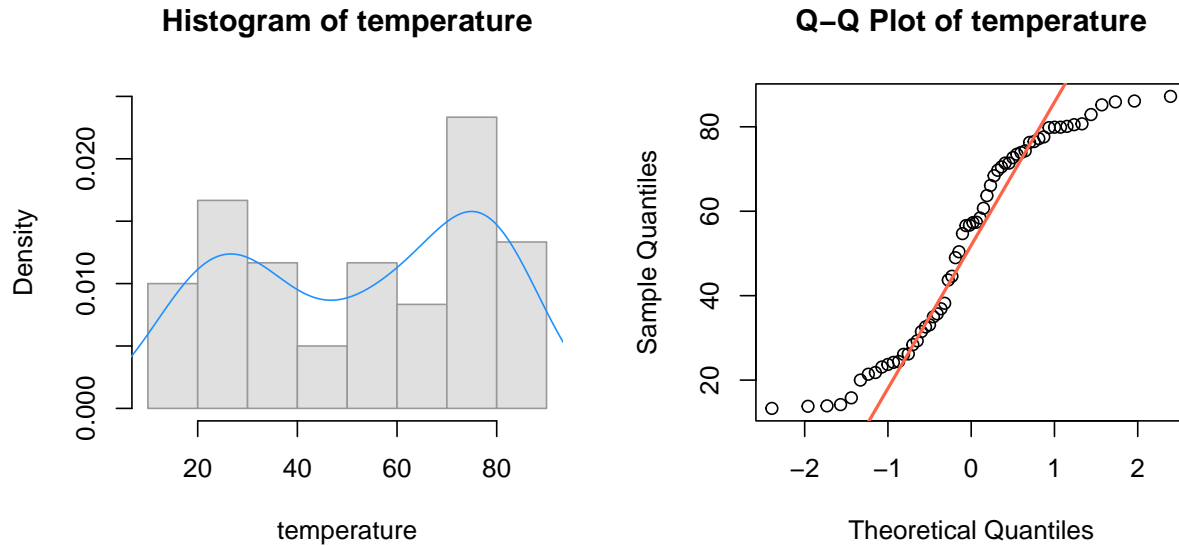 Histogram of temperature
Density
0.000
0.010
0.020
20
40
60
80
temperature
Q−Q Plot of temperature
Sample Quantiles
20
40
60
80
−2
−1
0
1
2
Theoretical Quantiles